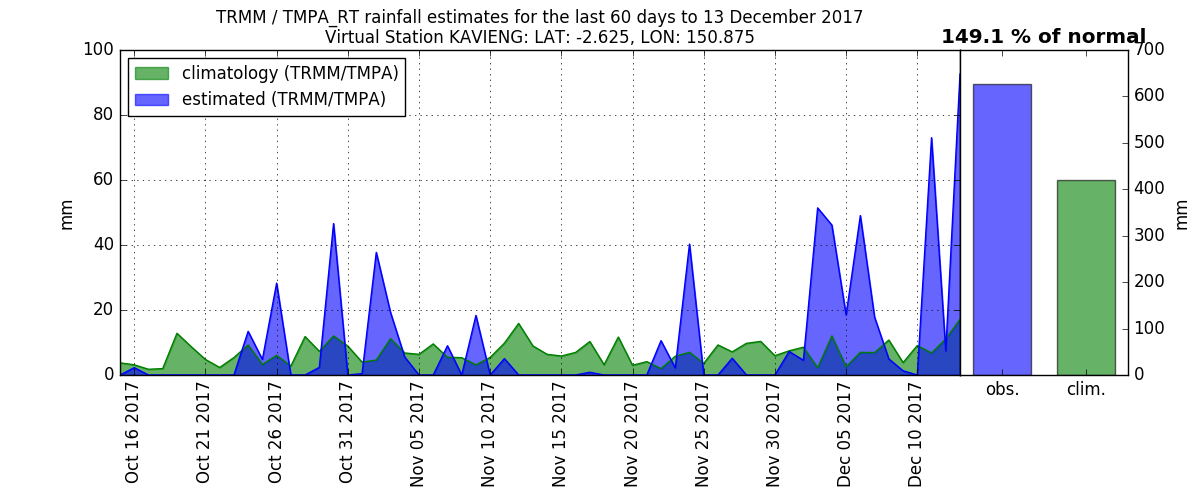 TRMM / TMPA_RT rainfall estimates for the last 60 days to 13 December 2017
Virtual Station KAVIENG: LAT: -2.625, LON: 150.875
149.1 % of normal
climatology (TRMM/TMPA)
estimated (TRMM/TMPA)
mm
100
80
60
40
20
0
Oct 16 2017
Oct 21 2017
Oct 26 2017
Oct 31 2017
Nov 05 2017
Nov 10 2017
Nov 15 2017
Nov 20 2017
Nov 25 2017
Nov 30 2017
Dec 05 2017
Dec 10 2017
obs.
clim.
700
600
500
400
300
200
100
0
mm